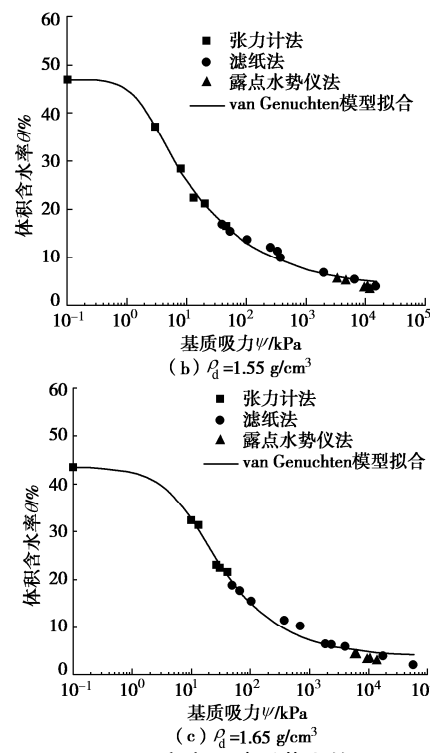 60
50
40
30
20
10
0
体积含水率θ/%
张力计法
滤纸法
露点水势仪法
van Genuchten模型拟合
10⁻¹ 10⁰ 10¹ 10² 10³ 10⁴ 10⁵
基质吸力ψ/kPa
(b) ρd=1.55 g/cm³
60
50
40
30
20
10
0
体积含水率θ/%
张力计法
滤纸法
露点水势仪法
van Genuchten模型拟合
10⁻¹ 10⁰ 10¹ 10² 10³ 10⁴ 10⁵
基质吸力ψ/kPa
(c) ρd=1.65 g/cm³